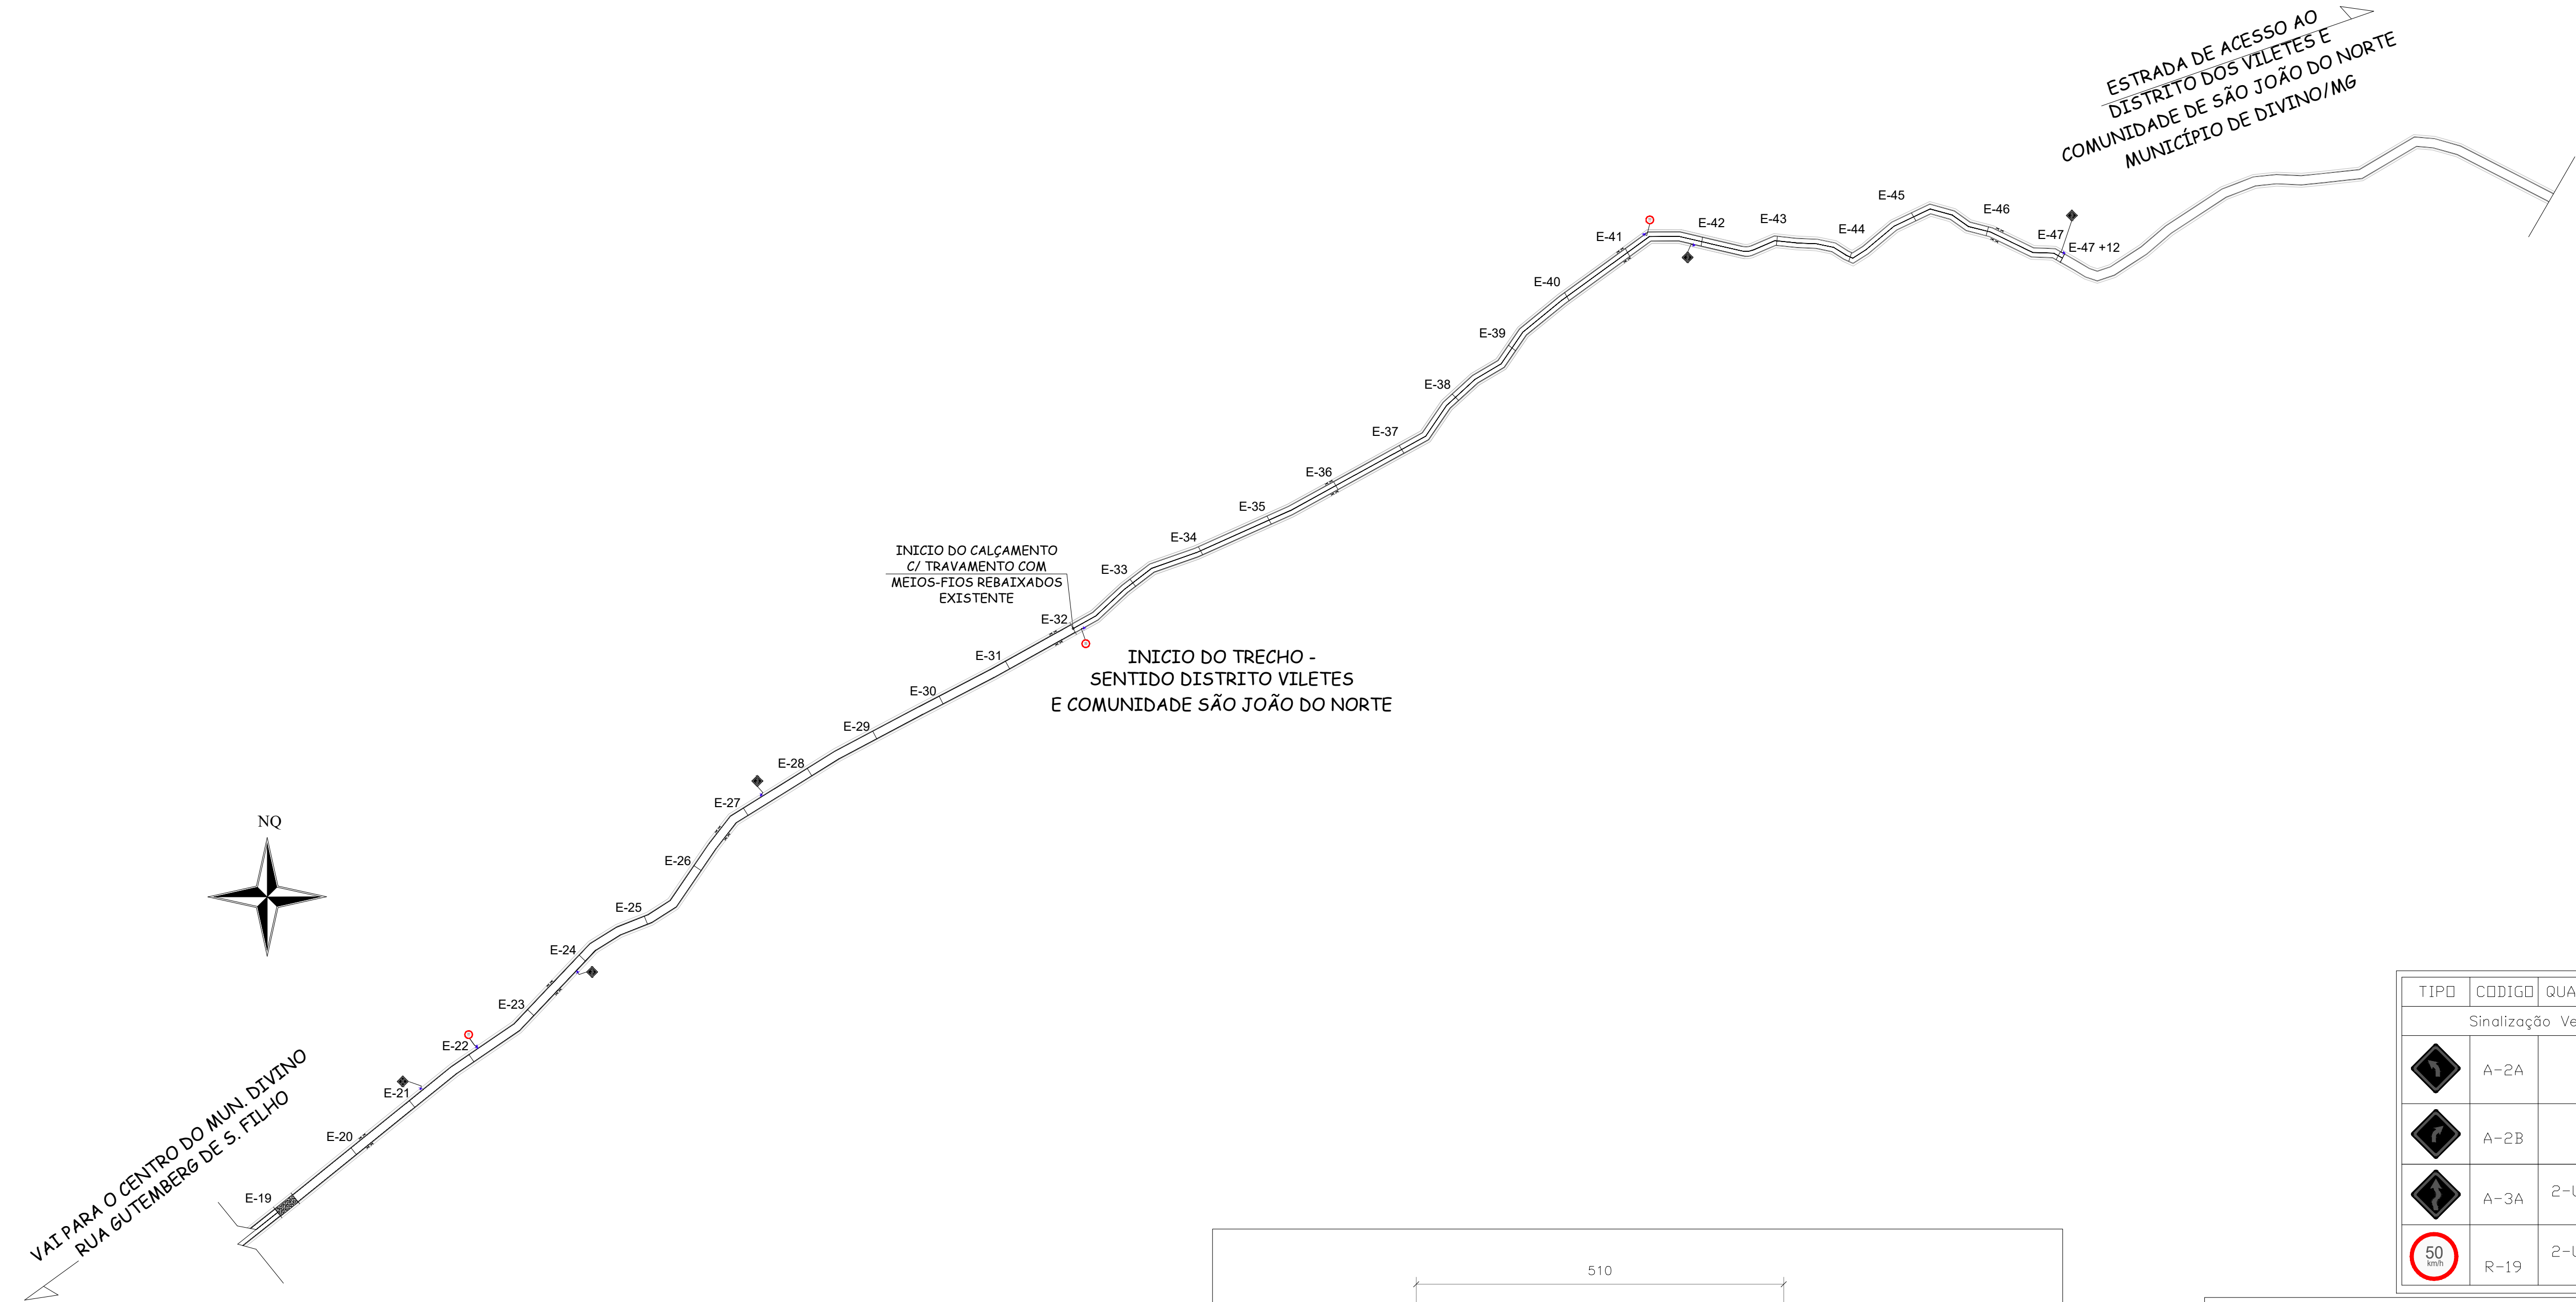 ESTRADA DE ACESSO AO
DISTRITO DOS VILETES E
COMUNIDADE DE SÃO JOÃO DO NORTE
MUNICÍPIO DE DIVINO/MG
E-45
E-46
E-42
E-43
E-44
E-41
E-47
E-47 +12
E-40
E-39
E-38
E-37
E-36
E-35
E-34
INICIO DO CALÇAMENTO
C/ TRAVAMENTO COM
MEIOS-FIOS REBAIXADOS
EXISTENTE
E-33
E-32
INICIO DO TRECHO -
SENTIDO DISTRITO VILETES
E COMUNIDADE SÃO JOÃO DO NORTE
E-31
E-30
E-29
E-28
E-27
NQ
E-26
E-25
E-24
E-23
E-22
E-21
E-20
E-19
VAI PARA O CENTRO DO MUN. DIVINO
RUA GUTEMBERG DE S. FILHO
TIPO CODIGO QUA
Sinalização Ve
A-2A
A-2B
A-3A 2-U
50 km/h R-19 2-U
510